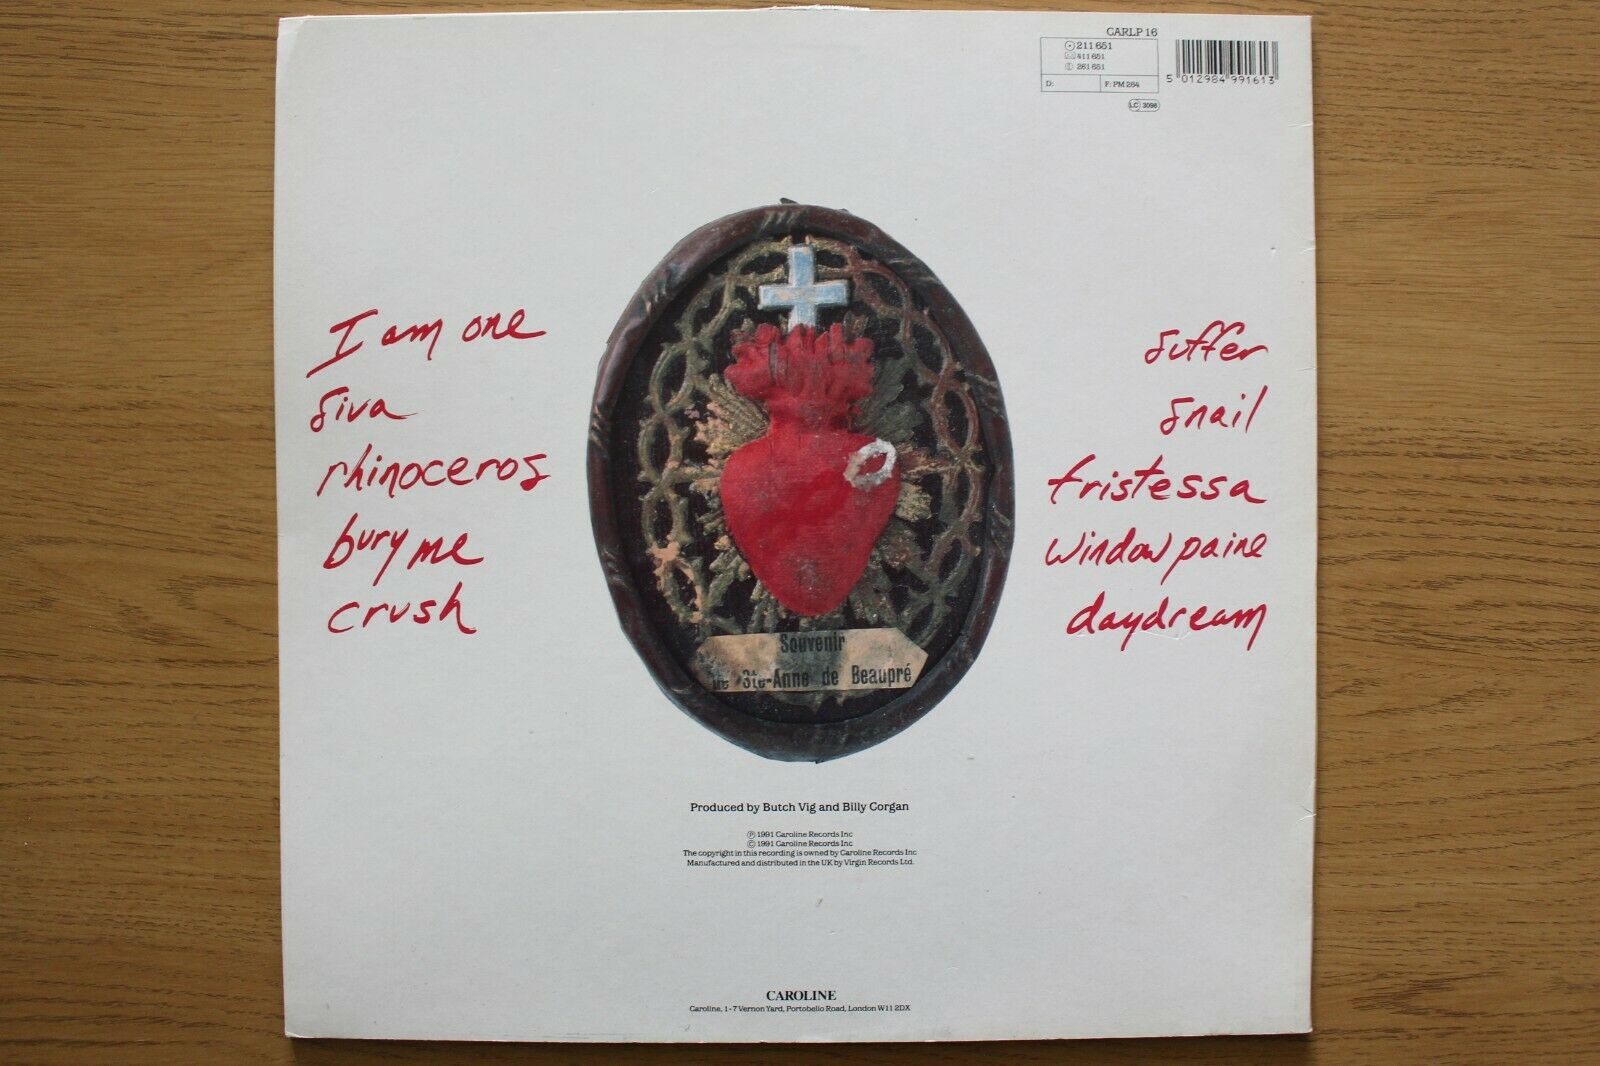 CARLP 16
211 651
411 651
261 651
D:
F: PM 264
5 012984 991613
LC 3098
I am one
Siva
rhinoceros
bury me
crush
Suffer
Snail
tristessa
window paine
daydream
Souvenir
De Ste-Anne de Beaupré
Produced by Butch Vig and Billy Corgan
℗ 1991 Caroline Records Inc
© 1991 Caroline Records Inc
The copyright in this recording is owned by Caroline Records Inc
Manufactured and distributed in the UK by Virgin Records Ltd.
CAROLINE
Caroline, 1-7 Vernon Yard, Portobello Road, London W11 2DX